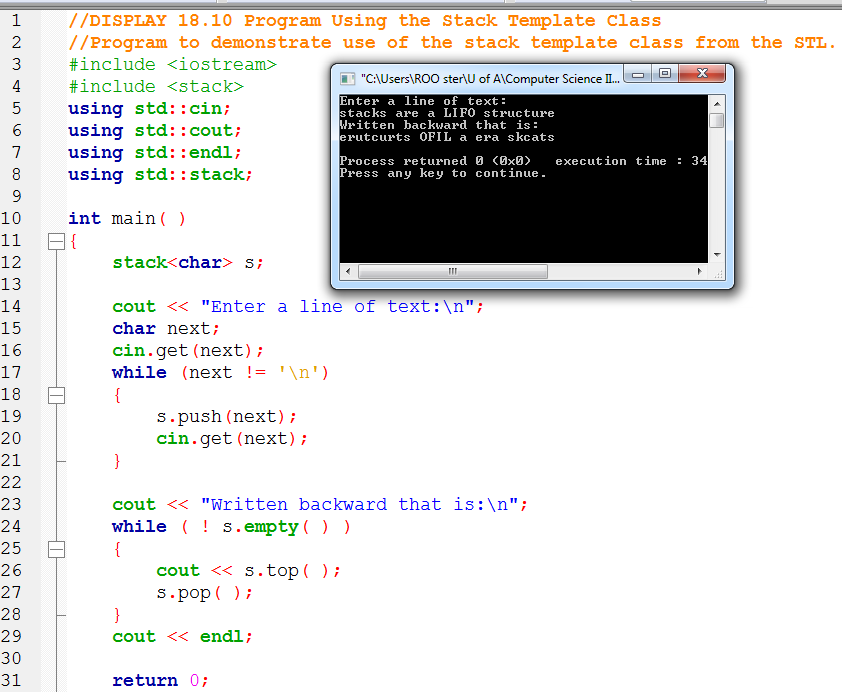 1 //DISPLAY 18.10 Program Using the Stack Template Class
2 //Program to demonstrate use of the stack template class from the STL.
3 #include <iostream>
4 #include <stack>
5 using std::cin;
6 using std::cout;
7 using std::endl;
8 using std::stack;
9
10 int main( )
11 {
12     stack<char> s;
13
14     cout << "Enter a line of text:\n";
15     char next;
16     cin.get(next);
17     while (next != '\n')
18     {
19         s.push(next);
20         cin.get(next);
21     }
22
23     cout << "Written backward that is:\n";
24     while ( ! s.empty( ) )
25     {
26         cout << s.top( );
27         s.pop( );
28     }
29     cout << endl;
30
31     return 0;
"C:\Users\ROO ster\U of A\Computer Science II...
Enter a line of text:
stacks are a LIFO structure
Written backward that is:
erutcurts OFIL a era skcats

Process returned 0 (0x0)   execution time : 34
Press any key to continue.